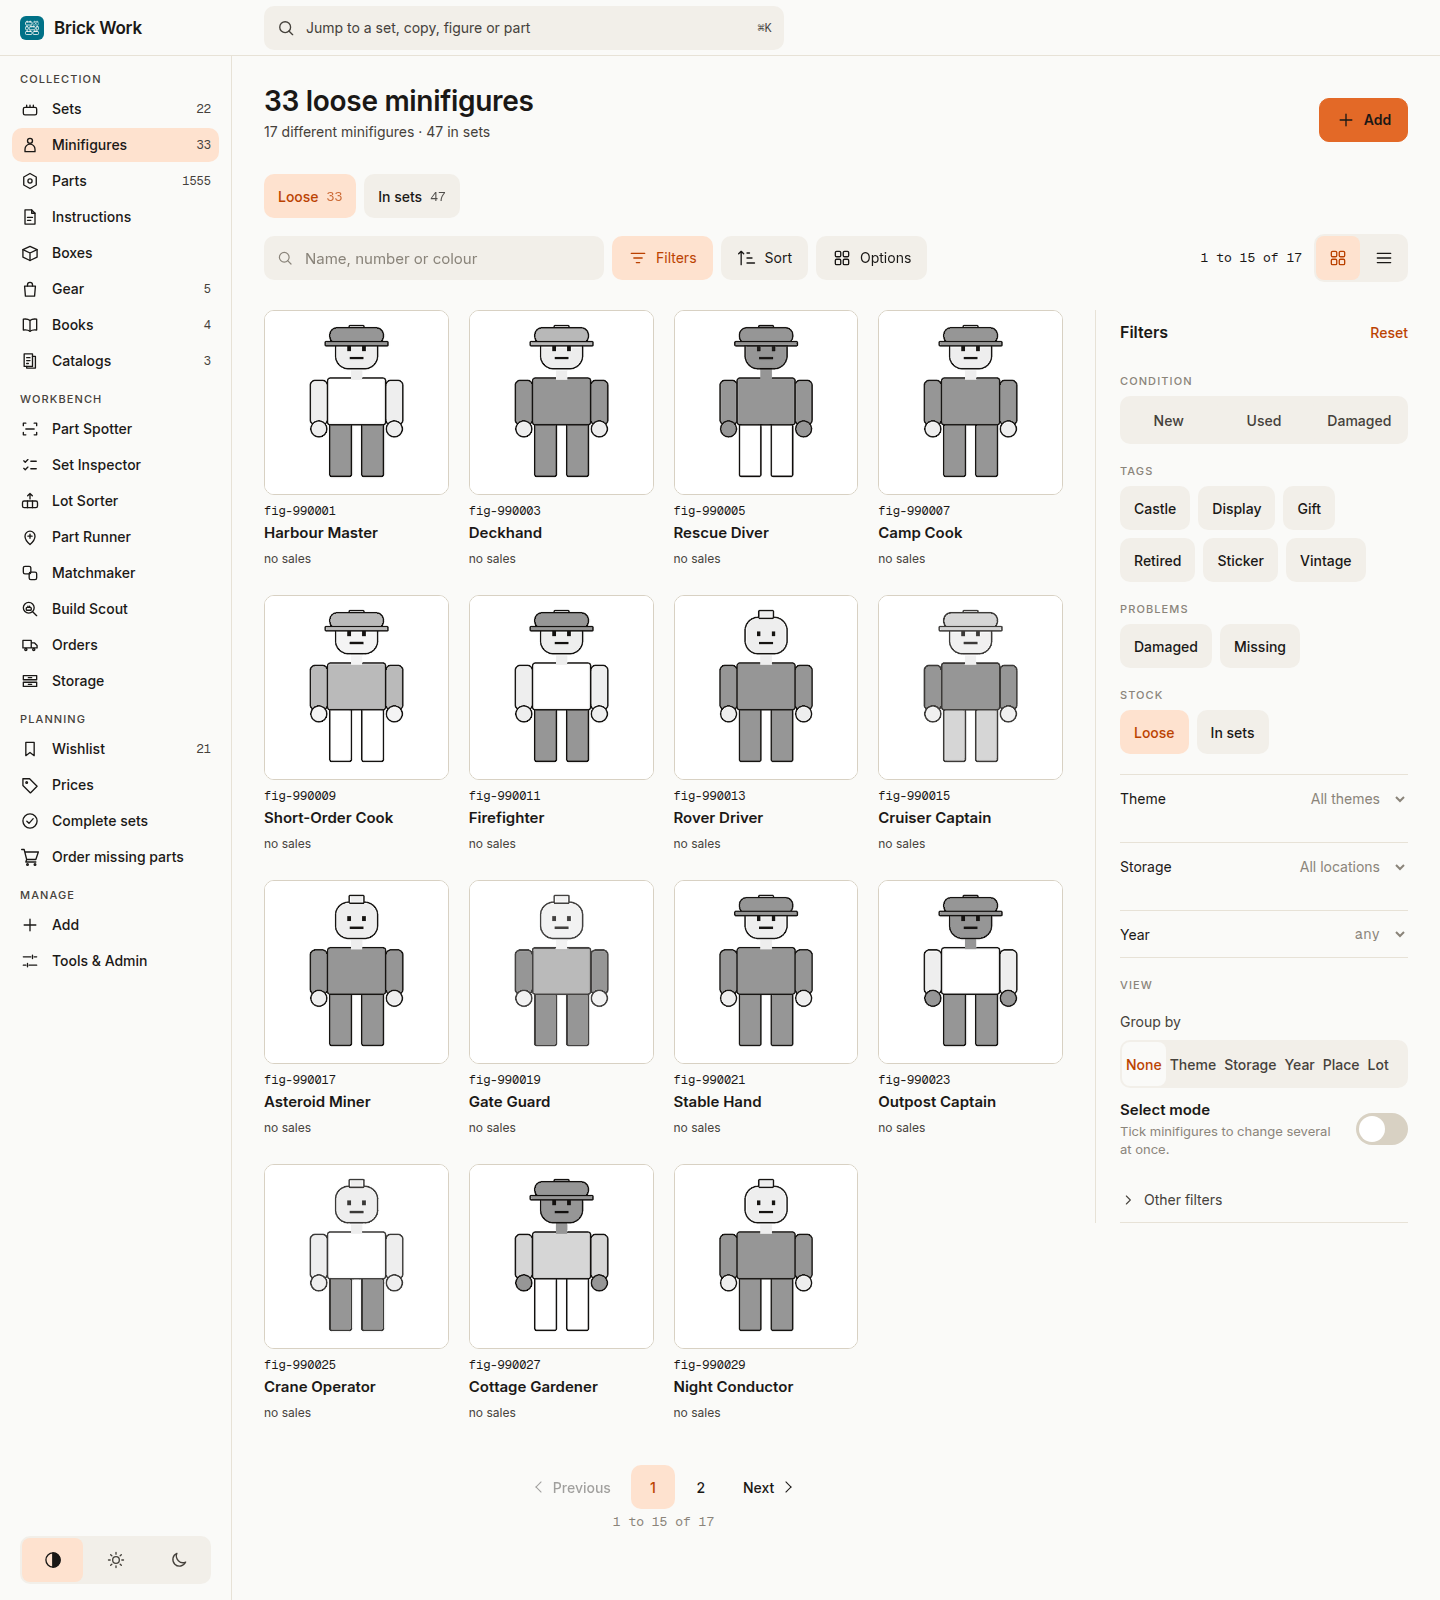 Brick Work
Jump to a set, copy, figure or part ⌘K
COLLECTION
Sets 22
Minifigures 33
Parts 1555
Instructions
Boxes
Gear 5
Books 4
Catalogs 3
WORKBENCH
Part Spotter
Set Inspector
Lot Sorter
Part Runner
Matchmaker
Build Scout
Orders
Storage
PLANNING
Wishlist 21
Prices
Complete sets
Order missing parts
MANAGE
Add
Tools & Admin
33 loose minifigures
17 different minifigures · 47 in sets
Add
Loose 33 In sets 47
Name, number or colour Filters Sort Options 1 to 15 of 17
fig-990001 fig-990003 fig-990005 fig-990007
Harbour Master Deckhand Rescue Diver Camp Cook
no sales no sales no sales no sales
fig-990009 fig-990011 fig-990013 fig-990015
Short-Order Cook Firefighter Rover Driver Cruiser Captain
no sales no sales no sales no sales
fig-990017 fig-990019 fig-990021 fig-990023
Asteroid Miner Gate Guard Stable Hand Outpost Captain
no sales no sales no sales no sales
fig-990025 fig-990027 fig-990029
Crane Operator Cottage Gardener Night Conductor
no sales no sales no sales
Previous 1 2 Next
1 to 15 of 17
Filters Reset
CONDITION
New Used Damaged
TAGS
Castle Display Gift
Retired Sticker Vintage
PROBLEMS
Damaged Missing
STOCK
Loose In sets
Theme All themes
Storage All locations
Year any
VIEW
Group by
None Theme Storage Year Place Lot
Select mode
Tick minifigures to change several
at once.
Other filters